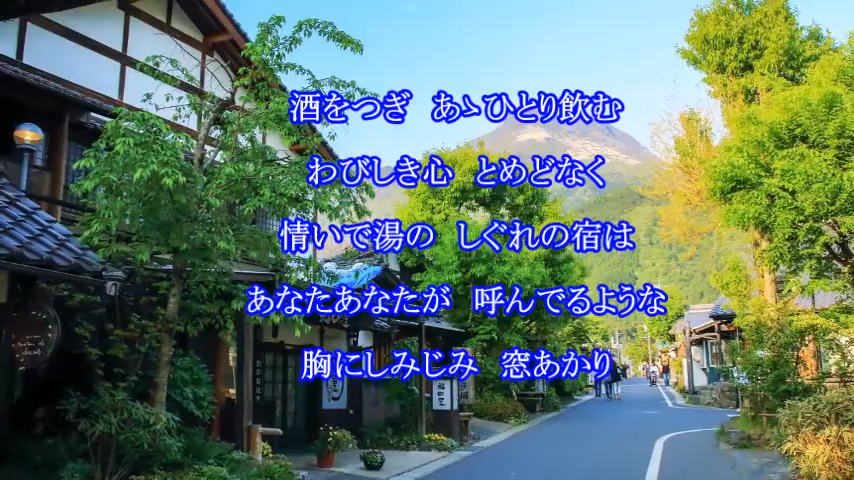 酒をつぎ　あゝひとり飲む
わびしき心　とめどなく
情いで湯の　しぐれの宿は
あなたあなたが　呼んでるような
胸にしみじみ　窓あかり